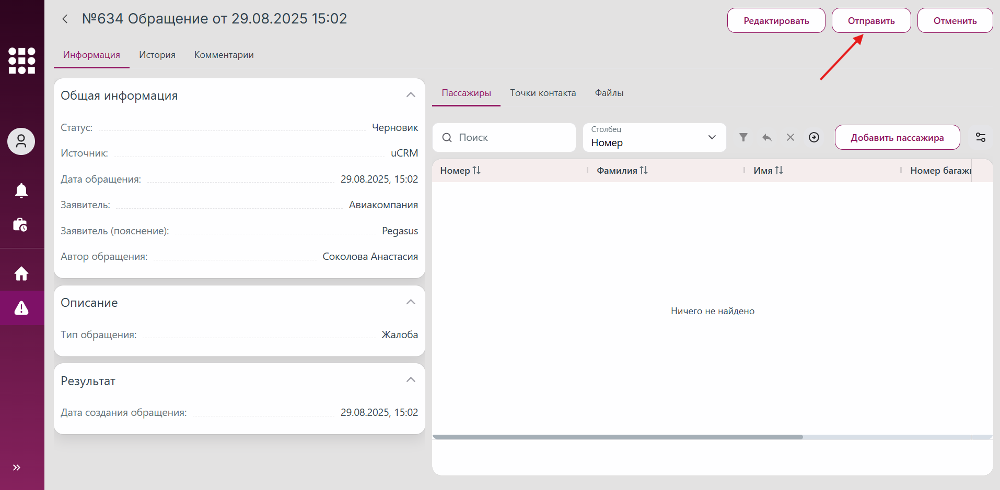 №634 Обращение от 29.08.2025 15:02
Редактировать
Отправить
Отменить
Информация
История
Комментарии
Общая информация
Статус: Черновик
Источник: uCRM
Дата обращения: 29.08.2025, 15:02
Заявитель: Авиакомпания
Заявитель (пояснение): Pegasus
Автор обращения: Соколова Анастасия
Описание
Тип обращения: Жалоба
Результат
Дата создания обращения: 29.08.2025, 15:02
Пассажиры
Точки контакта
Файлы
Поиск
Столбец
Номер
Добавить пассажира
Номер
Фамилия
Имя
Номер
Ничего не найдено